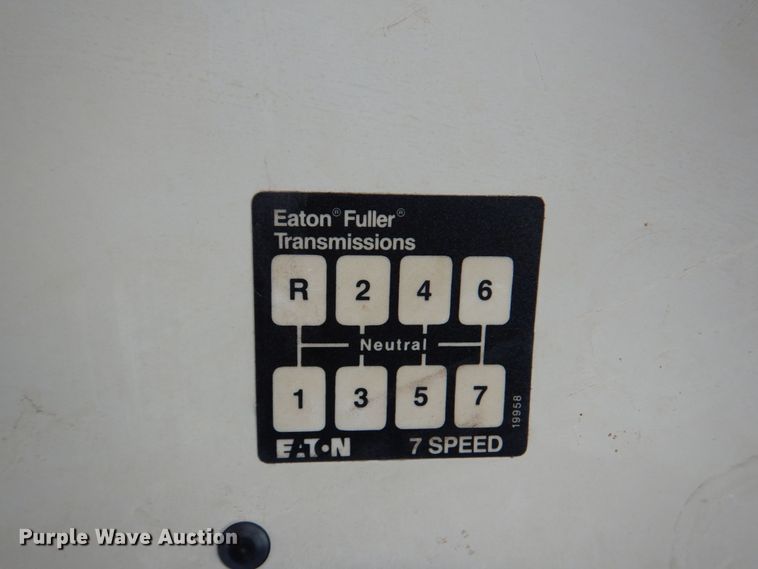 Eaton® Fuller®
Transmissions
R 2 4 6
Neutral
1 3 5 7
19958
EATON 7 SPEED
Purple Wave Auction